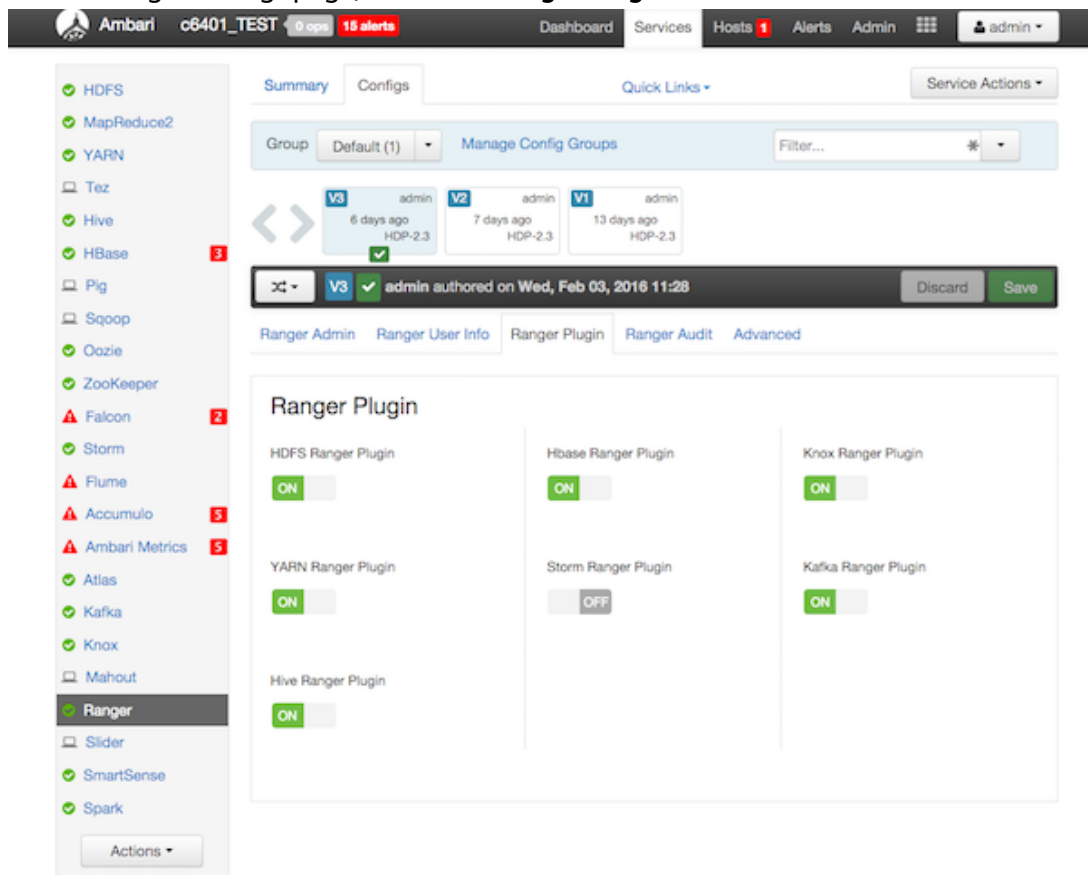 Ambari c6401_TEST 0 ops 15 alerts Dashboard Services Hosts 1 Alerts Admin admin
HDFS
MapReduce2
YARN
Tez
Hive
HBase 3
Pig
Sqoop
Oozie
ZooKeeper
Falcon 2
Storm
Flume
Accumulo 5
Ambari Metrics 5
Atlas
Kafka
Knox
Mahout
Ranger
Slider
SmartSense
Spark
Actions
Summary Configs Quick Links Service Actions
Group Default (1) Manage Config Groups Filter...
V3 admin V2 admin V1 admin
6 days ago 7 days ago 13 days ago
HDP-2.3 HDP-2.3 HDP-2.3
V3 admin authored on Wed, Feb 03, 2016 11:28 Discard Save
Ranger Admin Ranger User Info Ranger Plugin Ranger Audit Advanced
Ranger Plugin
HDFS Ranger Plugin Hbase Ranger Plugin Knox Ranger Plugin
ON ON ON
YARN Ranger Plugin Storm Ranger Plugin Kafka Ranger Plugin
ON OFF ON
Hive Ranger Plugin
ON